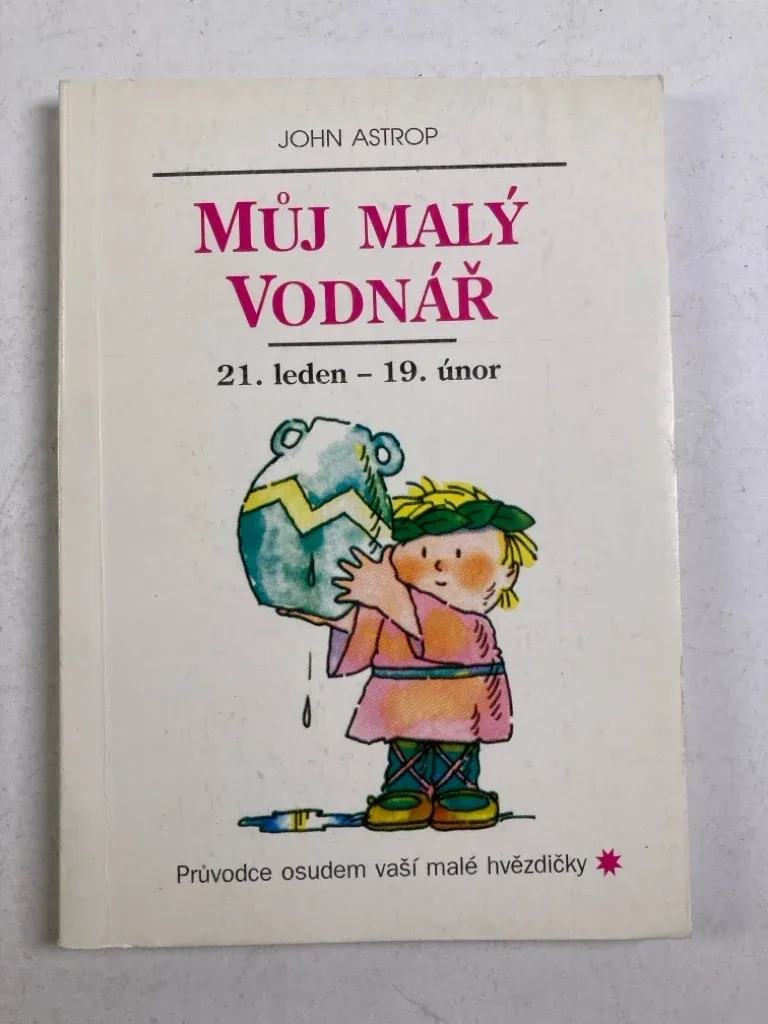 JOHN ASTROP
MŮJ MALÝ
VODNÁŘ
21. leden – 19. únor
Průvodce osudem vaší malé hvězdičky